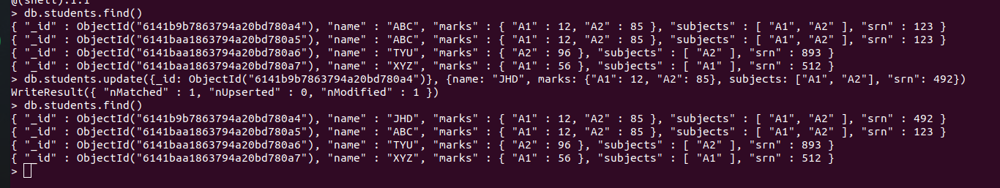 @(shell):1:1
> db.students.find()
{ "_id" : ObjectId("6141b9b7863794a20bd780a4"), "name" : "ABC", "marks" : { "A1" : 12, "A2" : 85 }, "subjects" : [ "A1", "A2" ], "srn" : 123 }
{ "_id" : ObjectId("6141baa1863794a20bd780a5"), "name" : "ABC", "marks" : { "A1" : 12, "A2" : 85 }, "subjects" : [ "A1", "A2" ], "srn" : 123 }
{ "_id" : ObjectId("6141baa1863794a20bd780a6"), "name" : "TYU", "marks" : { "A2" : 96 }, "subjects" : [ "A2" ], "srn" : 893 }
{ "_id" : ObjectId("6141baa1863794a20bd780a7"), "name" : "XYZ", "marks" : { "A1" : 56 }, "subjects" : [ "A1" ], "srn" : 512 }
> db.students.update({_id: ObjectId("6141b9b7863794a20bd780a4")}, {name: "JHD", marks: {"A1": 12, "A2": 85}, subjects: ["A1", "A2"], "srn": 492})
WriteResult({ "nMatched" : 1, "nUpserted" : 0, "nModified" : 1 })
> db.students.find()
{ "_id" : ObjectId("6141b9b7863794a20bd780a4"), "name" : "JHD", "marks" : { "A1" : 12, "A2" : 85 }, "subjects" : [ "A1", "A2" ], "srn" : 492 }
{ "_id" : ObjectId("6141baa1863794a20bd780a5"), "name" : "ABC", "marks" : { "A1" : 12, "A2" : 85 }, "subjects" : [ "A1", "A2" ], "srn" : 123 }
{ "_id" : ObjectId("6141baa1863794a20bd780a6"), "name" : "TYU", "marks" : { "A2" : 96 }, "subjects" : [ "A2" ], "srn" : 893 }
{ "_id" : ObjectId("6141baa1863794a20bd780a7"), "name" : "XYZ", "marks" : { "A1" : 56 }, "subjects" : [ "A1" ], "srn" : 512 }
>